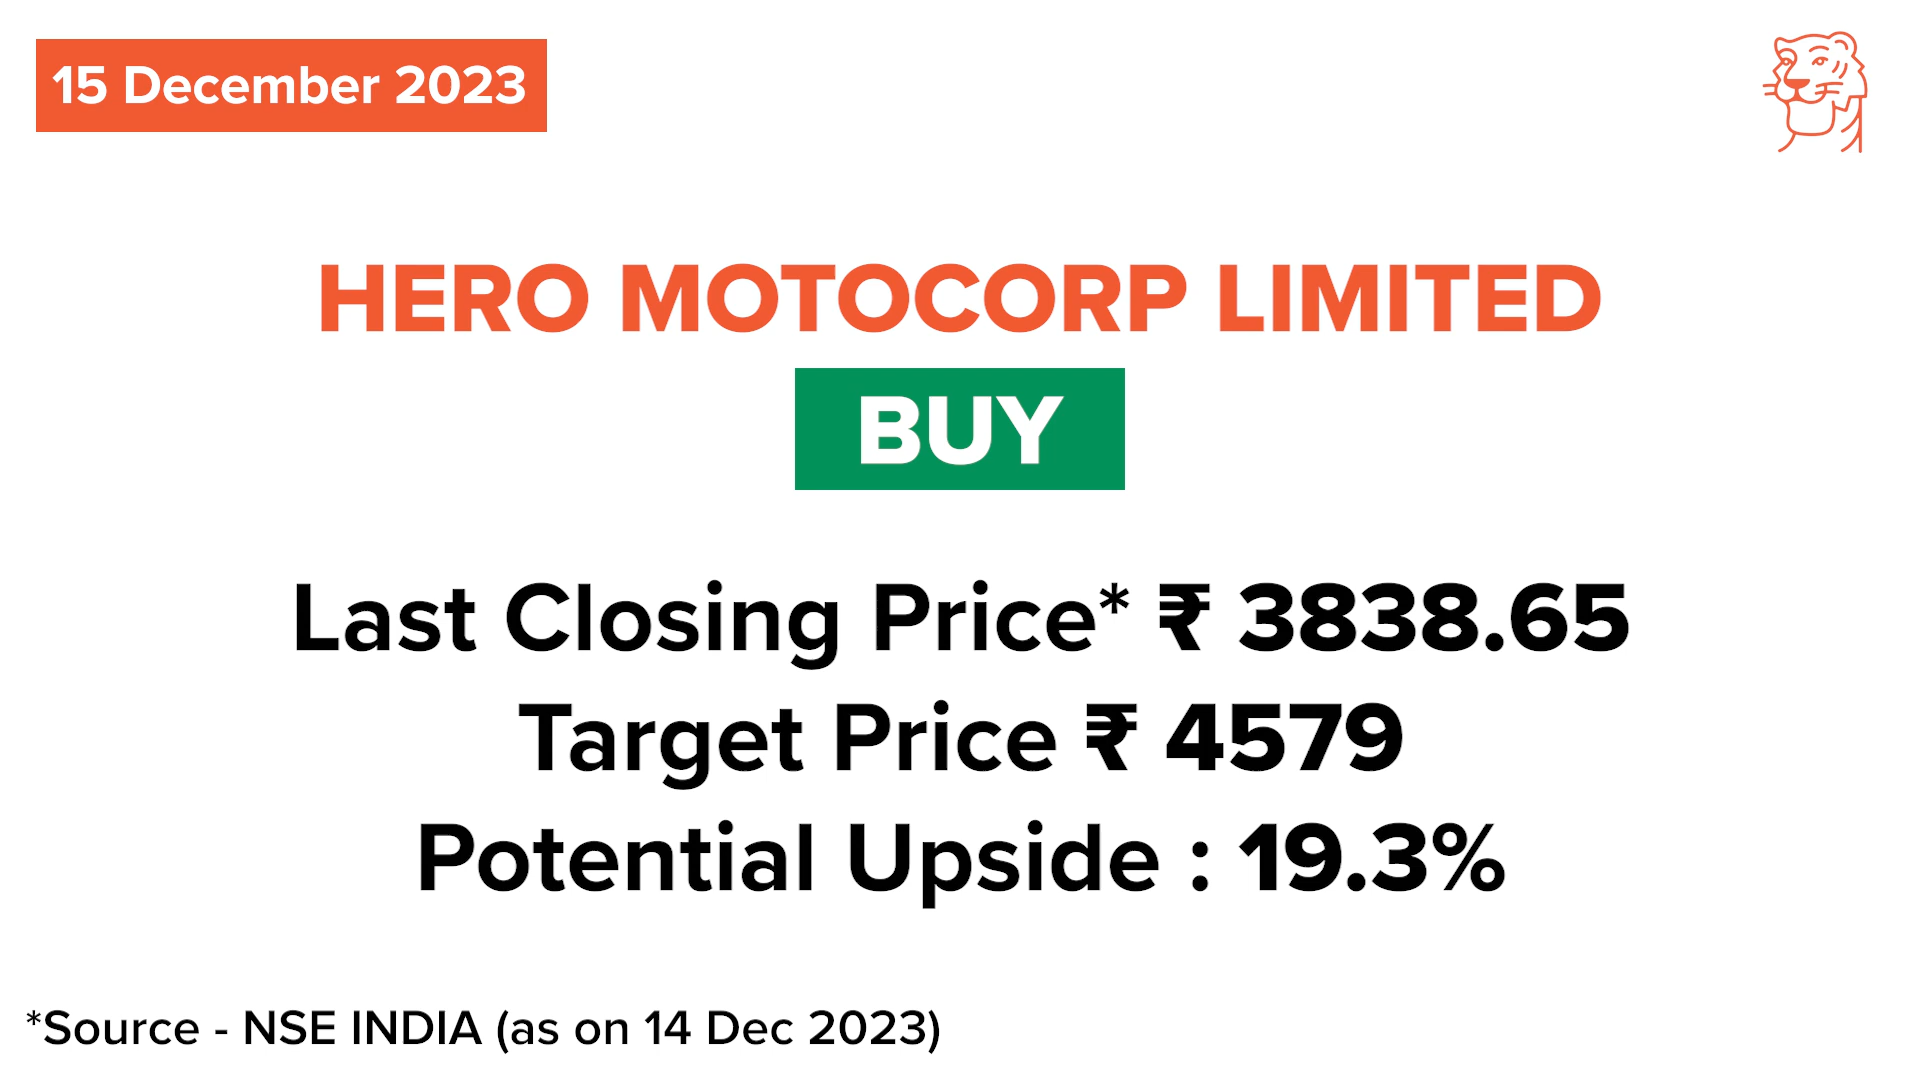 15 December 2023
HERO MOTOCORP LIMITED
BUY
Last Closing Price* ₹ 3838.65
Target Price ₹ 4579
Potential Upside : 19.3%
*Source - NSE INDIA (as on 14 Dec 2023)